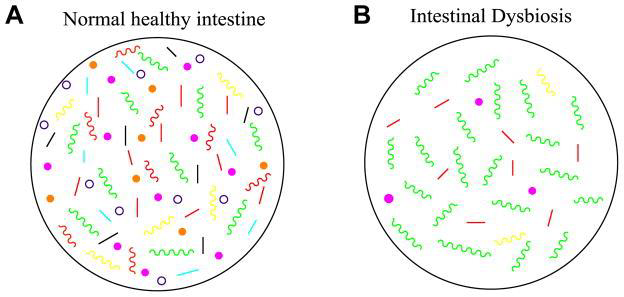 A Normal healthy intestine
B Intestinal Dysbiosis